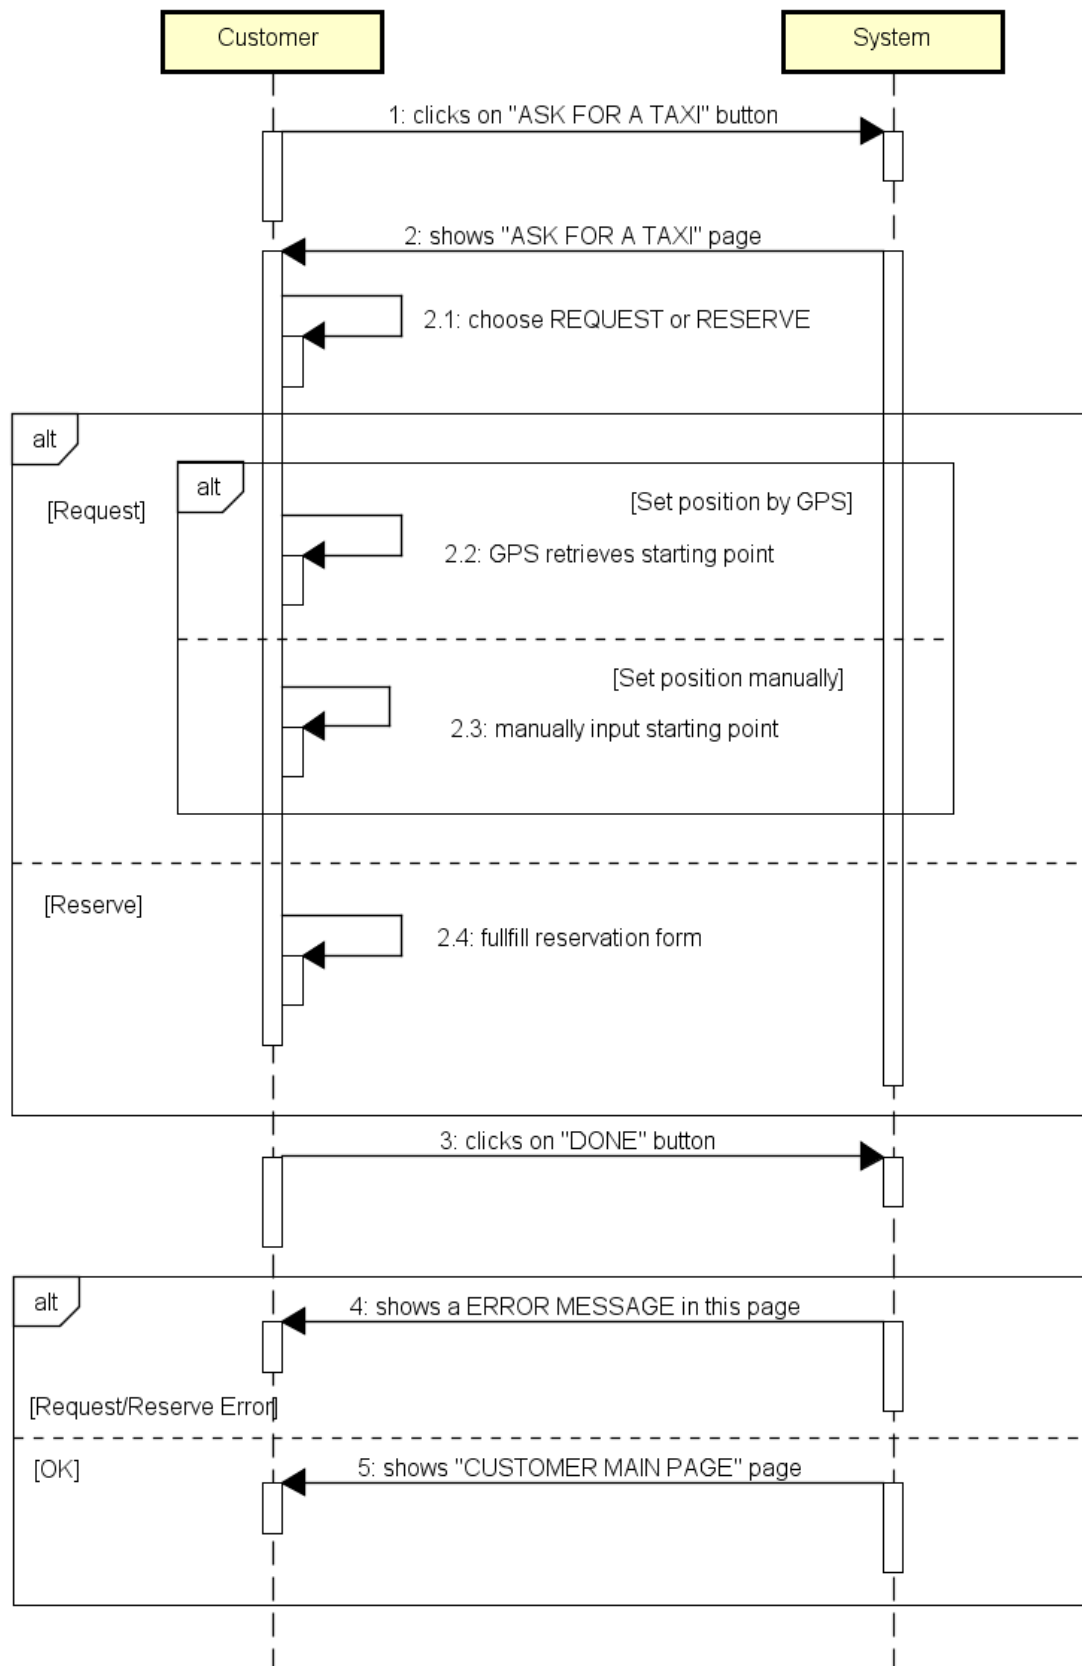 Customer
System
1: clicks on "ASK FOR A TAXI" button
2: shows "ASK FOR A TAXI" page
2.1: choose REQUEST or RESERVE
alt
alt
[Request]
[Set position by GPS]
2.2: GPS retrieves starting point
[Set position manually]
2.3: manually input starting point
[Reserve]
2.4: fullfill reservation form
3: clicks on "DONE" button
alt
4: shows a ERROR MESSAGE in this page
[Request/Reserve Error]
[OK]
5: shows "CUSTOMER MAIN PAGE" page